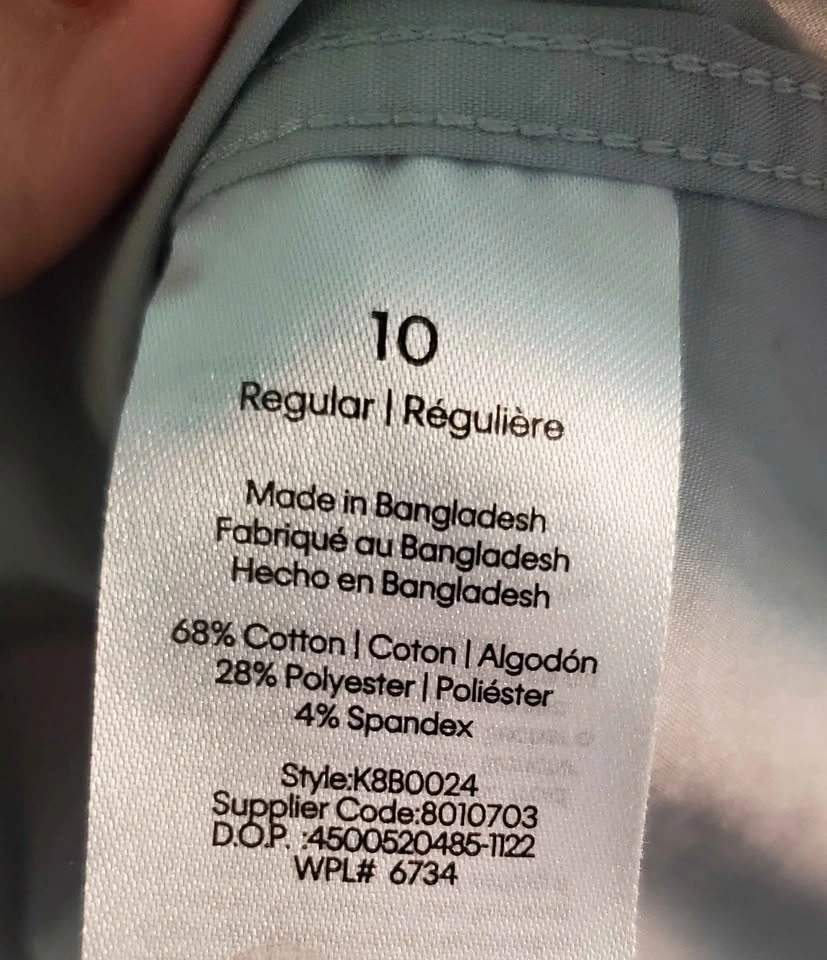 10
Regular | Régulière
Made in Bangladesh
Fabriqué au Bangladesh
Hecho en Bangladesh
68% Cotton | Coton | Algodón
28% Polyester | Poliéster
4% Spandex
Style:K8B0024
Supplier Code:8010703
D.O.P. :4500520485-1122
WPL# 6734